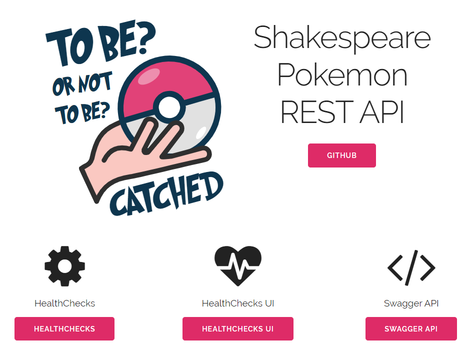 TO BE?
OR NOT
TO BE?
CATCHED
Shakespeare
Pokemon
REST API
GITHUB
HealthChecks
HealthChecks UI
Swagger API
HEALTHCHECKS
HEALTHCHECKS UI
SWAGGER API